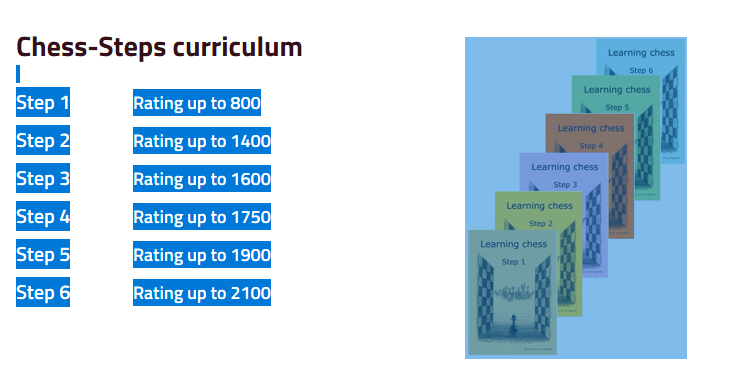 Chess-Steps curriculum
Step 1 Rating up to 800
Step 2 Rating up to 1400
Step 3 Rating up to 1600
Step 4 Rating up to 1750
Step 5 Rating up to 1900
Step 6 Rating up to 2100
Learning chess
Step 6
Learning chess
Step 5
Learning chess
Step 4
Learning chess
Step 3
Learning chess
Step 2
Learning chess
Step 1